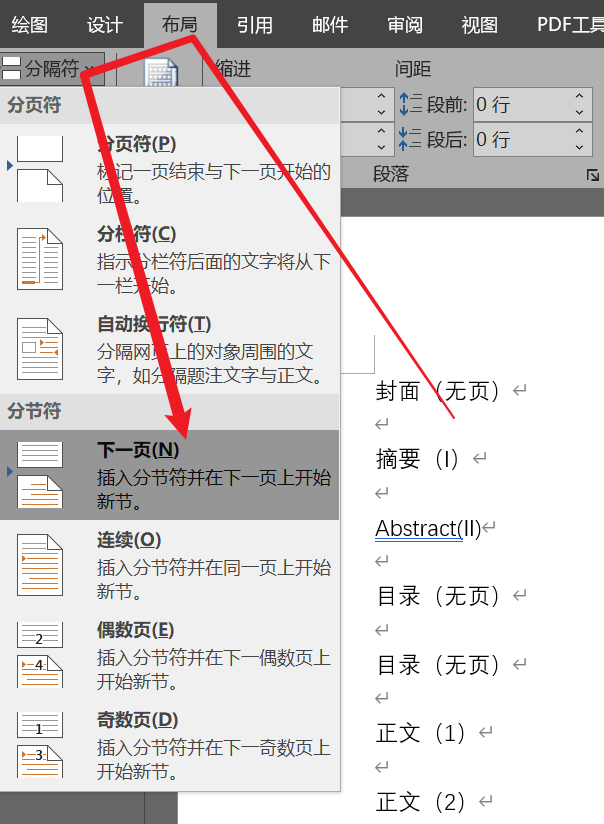 绘图 设计 布局 引用 邮件 审阅 视图 PDF工具
分隔符 缩进 间距
段前: 0 行
段后: 0 行
段落
分页符
分页符(P)
标记一页结束与下一页开始的
位置。
分栏符(C)
指示分栏符后面的文字将从下
一栏开始。
自动换行符(T)
分隔网页上的对象周围的文
字，如分隔题注文字与正文。
分节符
下一页(N)
插入分节符并在下一页上开始
新节。
连续(O)
插入分节符并在同一页上开始
新节。
2
4
偶数页(E)
插入分节符并在下一偶数页上
开始新节。
1
3
奇数页(D)
插入分节符并在下一奇数页上
开始新节。
封面（无页）
摘要（I）
Abstract(II)
目录（无页）
目录（无页）
正文（1）
正文（2）